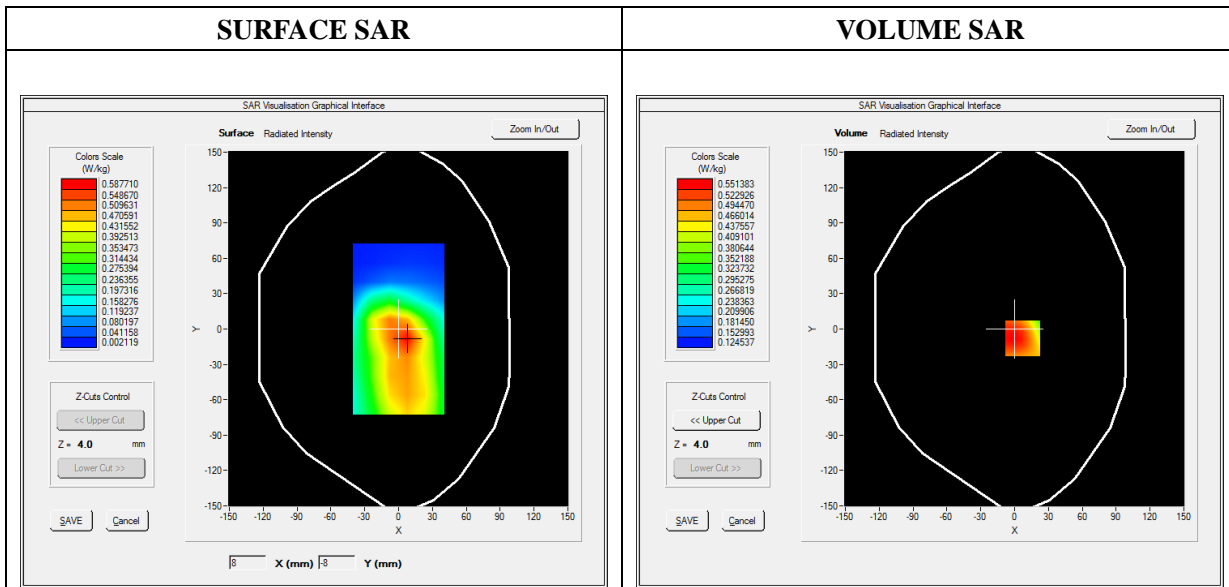 SURFACE SAR
VOLUME SAR
SAR Visualisation Graphical Interface
Surface Radiated Intensity
Zoom In/Out
Colors Scale
(W/kg)
0.587710
0.548670
0.509631
0.470591
0.431552
0.392513
0.353473
0.314434
0.275394
0.236355
0.197316
0.158276
0.119237
0.080197
0.041158
0.002119
Z-Cuts Control
<< Upper Cut
Z = 4.0 mm
Lower Cut >>
SAVE Cancel
150
120
90
60
30
0
-30
-60
-90
-120
-150
Y
-150 -120 -90 -60 -30 0 30 60 90 120 150
X
8 X (mm) -8 Y (mm)
SAR Visualisation Graphical Interface
Volume Radiated Intensity
Zoom In/Out
Colors Scale
(W/kg)
0.551383
0.522926
0.494470
0.466014
0.437557
0.409101
0.380644
0.352188
0.323732
0.295275
0.266819
0.238363
0.209906
0.181450
0.152993
0.124537
Z-Cuts Control
<< Upper Cut
Z = 4.0 mm
Lower Cut >>
SAVE Cancel
150
120
90
60
30
0
-30
-60
-90
-120
-150
Y
-150 -120 -90 -60 -30 0 30 60 90 120 150
X